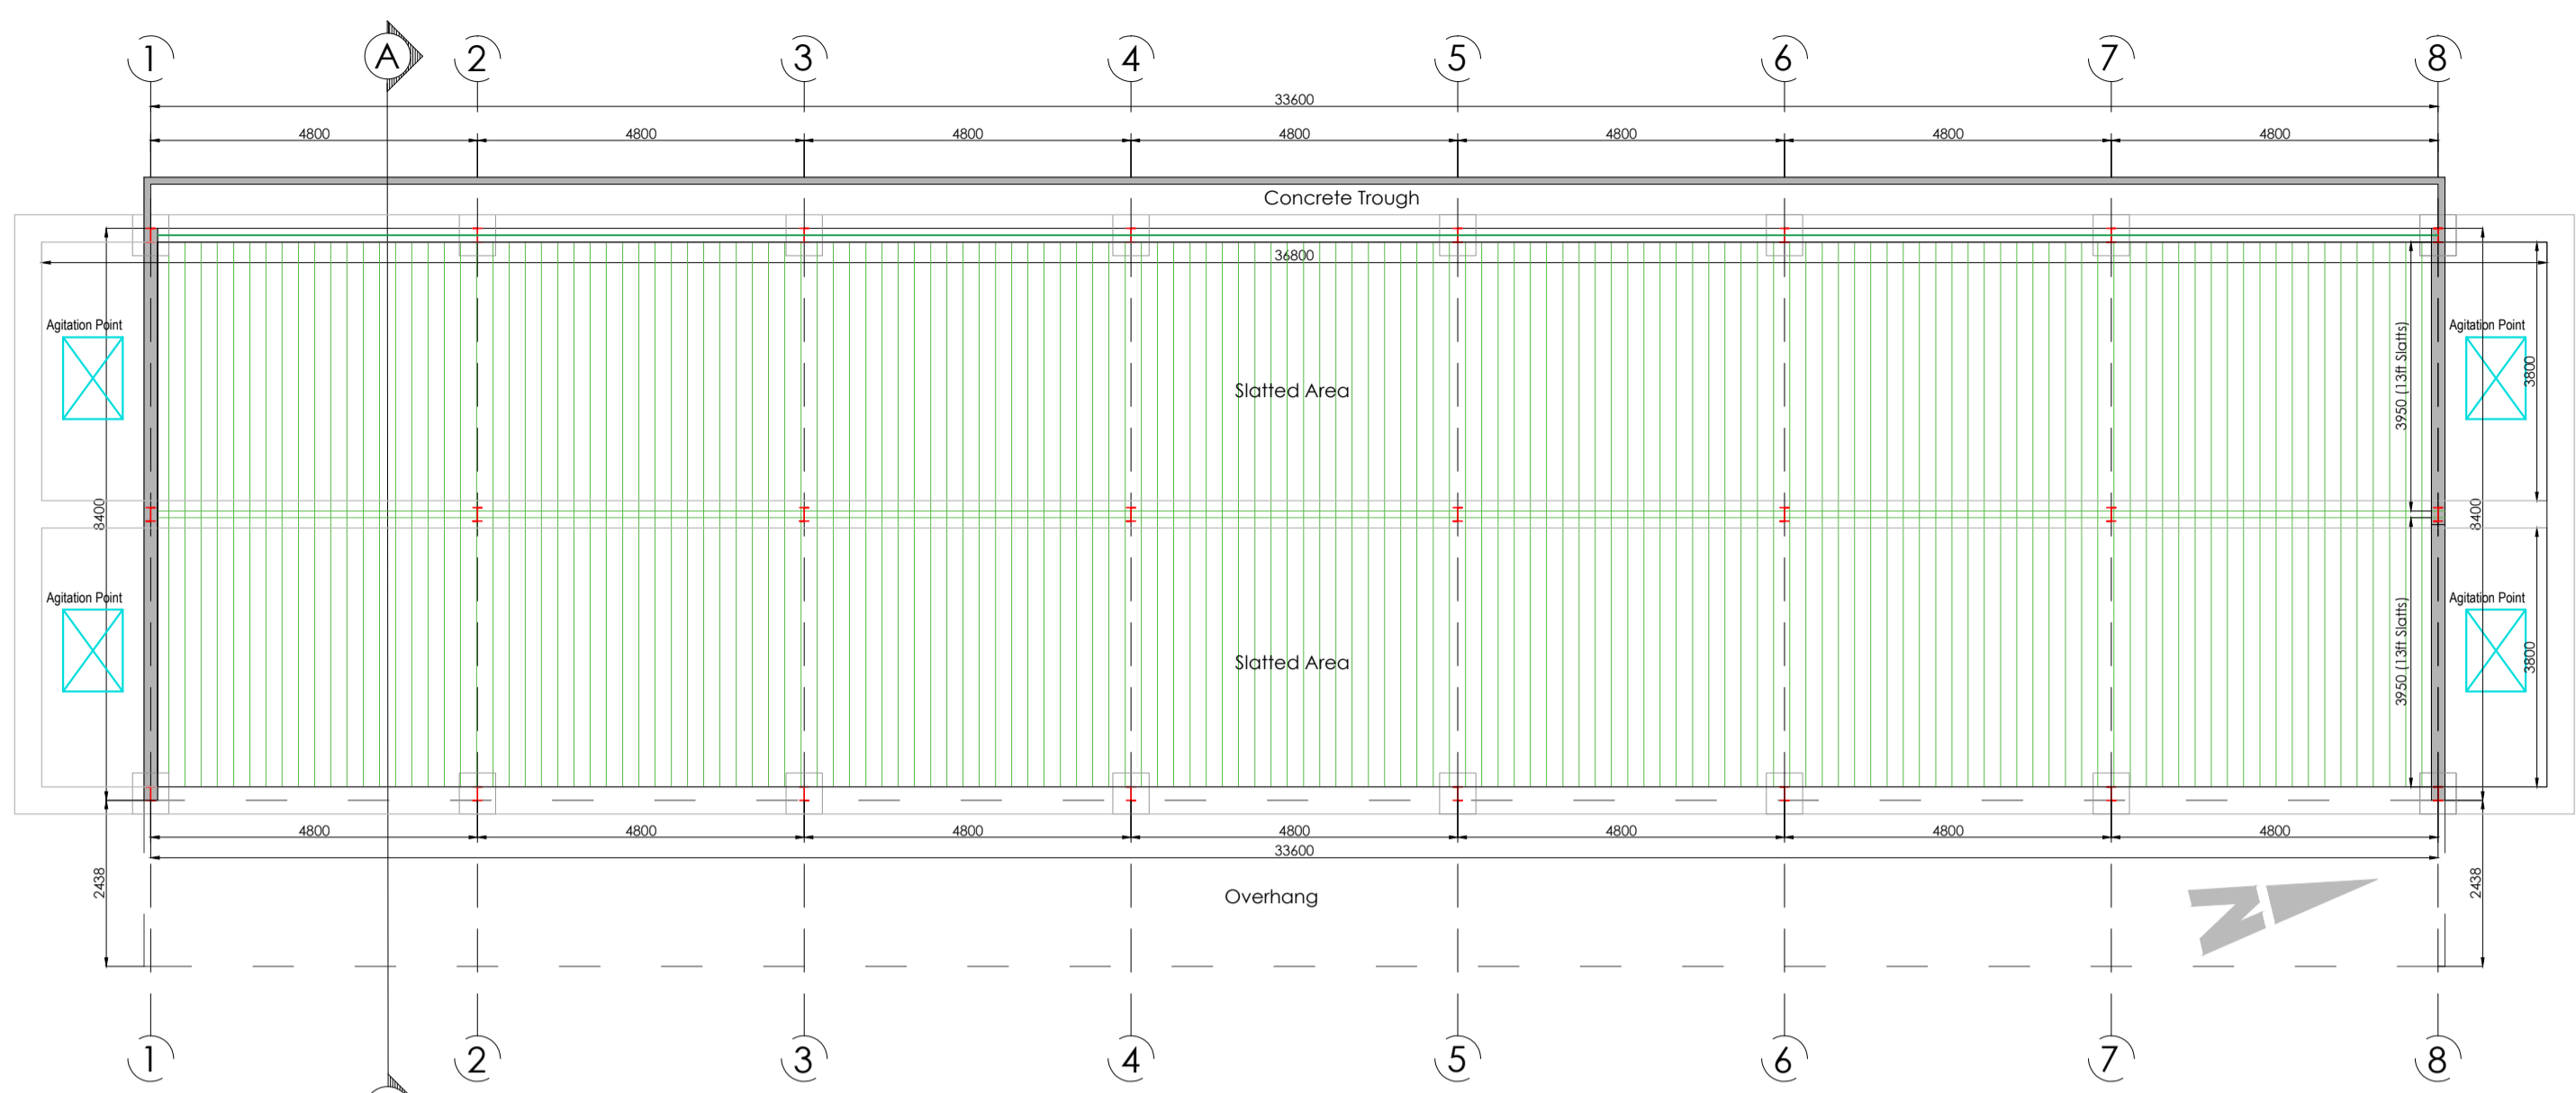 1 A 2 3 4 5 6 7 8
33600
4800 4800 4800 4800 4800 4800 4800
Concrete Trough
36800
Agitation Point
Agitation Point
3950 (13ft Slatts)
3800
Slatted Area
8400
8400
Agitation Point
Agitation Point
3950 (13ft Slatts)
3800
Slatted Area
4800 4800 4800 4800 4800 4800 4800
33600
2438
Overhang
N
2438
1 2 3 4 5 6 7 8